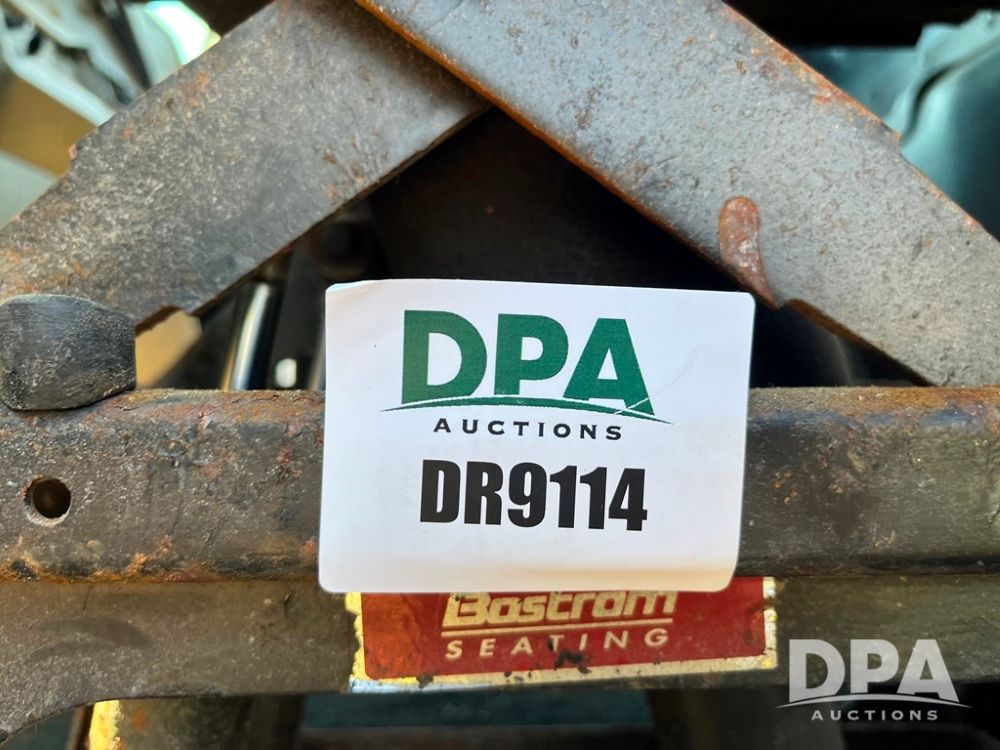 DPA
AUCTIONS
DR9114
Bostrom
SEATING
DPA
AUCTIONS